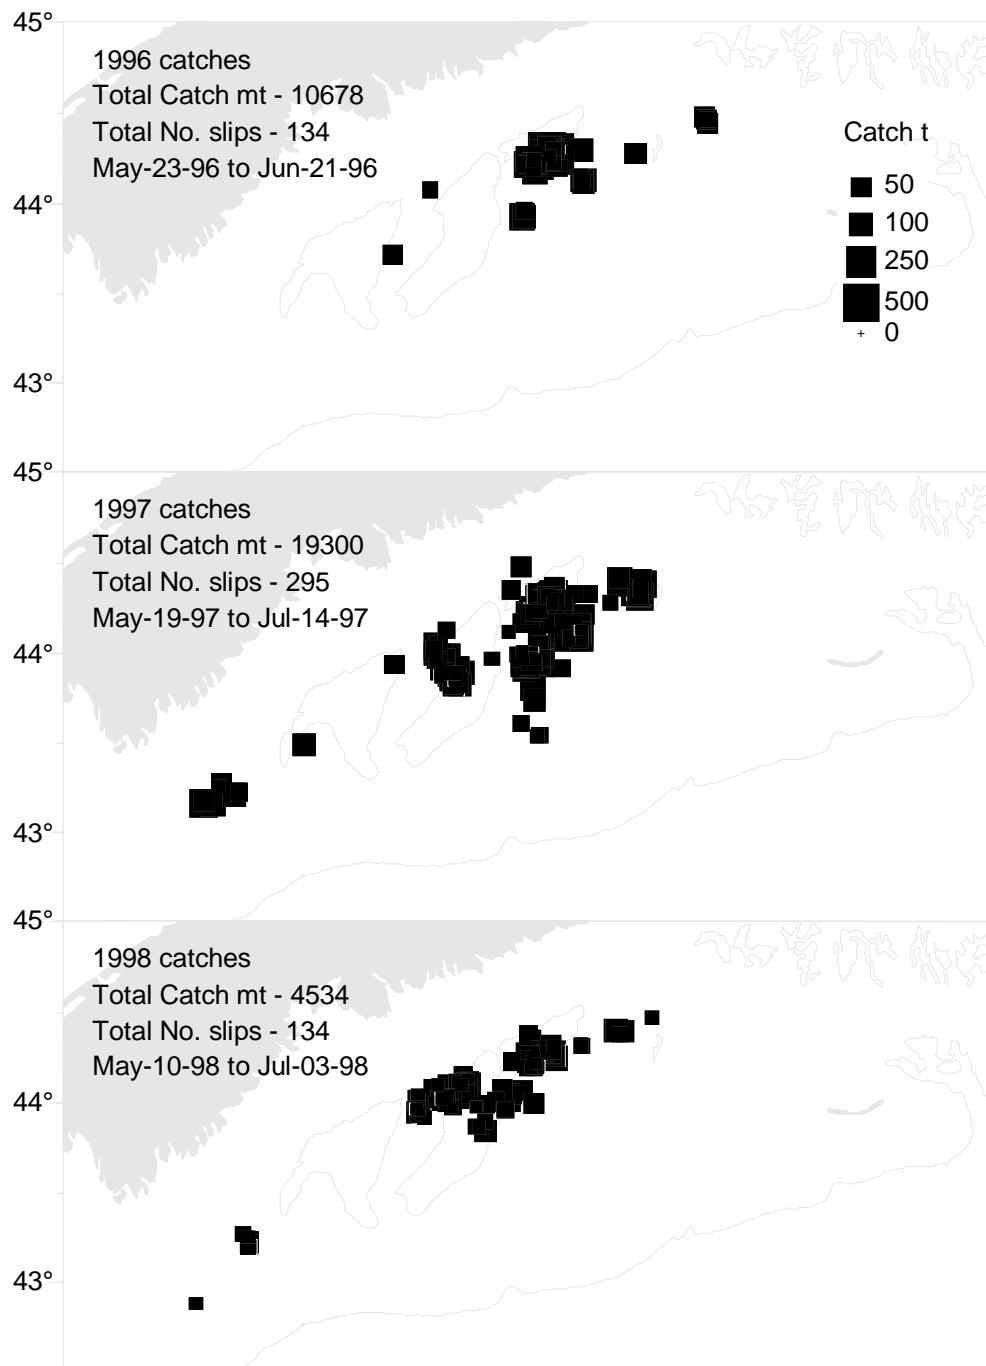 45°
1996 catches
Total Catch mt - 10678
Total No. slips - 134
May-23-96 to Jun-21-96
Catch t
50
100
250
500
0
44°
43°
45°
1997 catches
Total Catch mt - 19300
Total No. slips - 295
May-19-97 to Jul-14-97
44°
43°
45°
1998 catches
Total Catch mt - 4534
Total No. slips - 134
May-10-98 to Jul-03-98
44°
43°